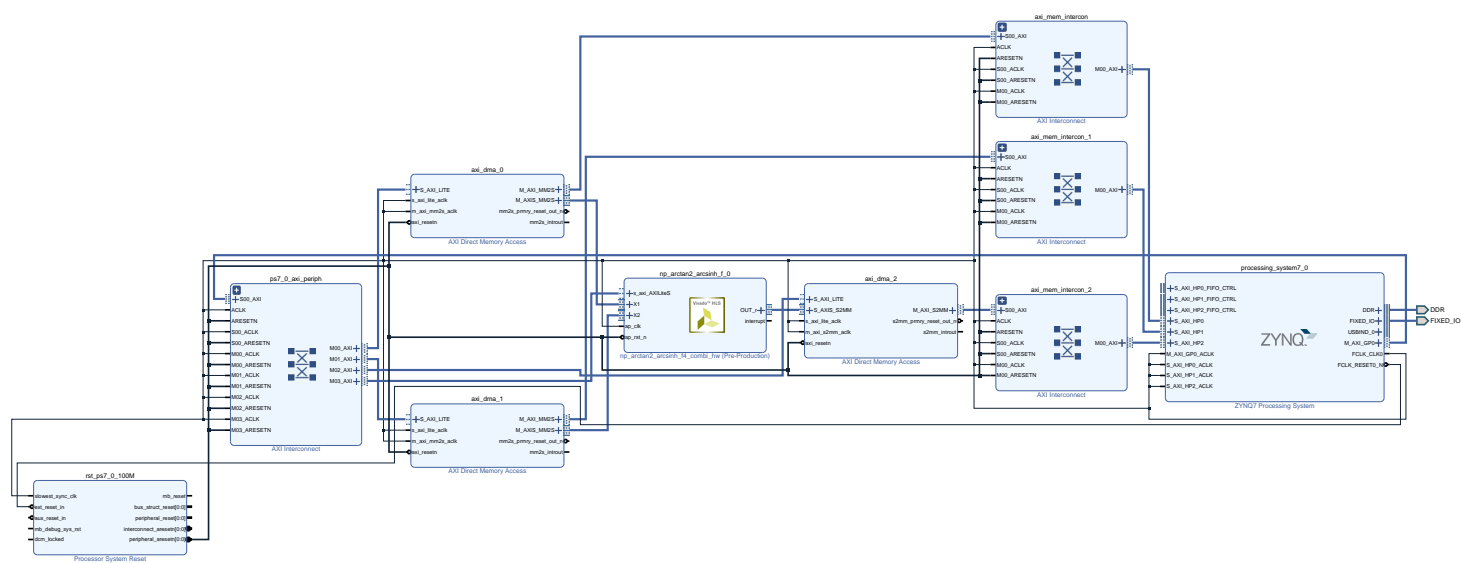 axi_mem_intercon
S00_AXI
ACLK
ARESETN
S00_ACLK
S00_ARESETN
M00_ACLK
M00_ARESETN
M00_AXI
AXI Interconnect
axi_mem_intercon_1
S00_AXI
ACLK
ARESETN
S00_ACLK
S00_ARESETN
M00_ACLK
M00_ARESETN
M00_AXI
AXI Interconnect
axi_dma_0
S_AXI_LITE
s_axi_lite_aclk
m_axi_mm2s_aclk
axi_resetn
M_AXI_MM2S
M_AXIS_MM2S
mm2s_prmry_reset_out_n
mm2s_introut
AXI Direct Memory Access
ps7_0_axi_periph
S00_AXI
ACLK
ARESETN
S00_ACLK
S00_ARESETN
M00_ACLK
M00_ARESETN
M01_ACLK
M01_ARESETN
M02_ACLK
M02_ARESETN
M03_ACLK
M03_ARESETN
M00_AXI
M01_AXI
M02_AXI
M03_AXI
AXI Interconnect
np_arctan2_arcsinh_f_0
s_axi_AXILiteS
X1
X2
ap_clk
ap_rst_n
Vivado™ HLS
OUT_r
interrupt
np_arctan2_arcsinh_f4_combi_hw (Pre-Production)
axi_dma_2
S_AXI_LITE
S_AXIS_S2MM
s_axi_lite_aclk
m_axi_s2mm_aclk
axi_resetn
M_AXI_S2MM
s2mm_prmry_reset_out_n
s2mm_introut
AXI Direct Memory Access
axi_mem_intercon_2
S00_AXI
ACLK
ARESETN
S00_ACLK
S00_ARESETN
M00_ACLK
M00_ARESETN
M00_AXI
AXI Interconnect
processing_system7_0
S_AXI_HP0_FIFO_CTRL
S_AXI_HP1_FIFO_CTRL
S_AXI_HP2_FIFO_CTRL
S_AXI_HP0
S_AXI_HP1
S_AXI_HP2
M_AXI_GP0_ACLK
S_AXI_HP0_ACLK
S_AXI_HP1_ACLK
S_AXI_HP2_ACLK
ZYNQ
DDR
FIXED_IO
USBIND_0
M_AXI_GP0
FCLK_CLK0
FCLK_RESET0_N
ZYNQ7 Processing System
DDR
FIXED_IO
axi_dma_1
S_AXI_LITE
s_axi_lite_aclk
m_axi_mm2s_aclk
axi_resetn
M_AXI_MM2S
M_AXIS_MM2S
mm2s_prmry_reset_out_n
mm2s_introut
AXI Direct Memory Access
rst_ps7_0_100M
slowest_sync_clk
ext_reset_in
aux_reset_in
mb_debug_sys_rst
dcm_locked
mb_reset
bus_struct_reset[0:0]
peripheral_reset[0:0]
interconnect_aresetn[0:0]
peripheral_aresetn[0:0]
Processor System Reset